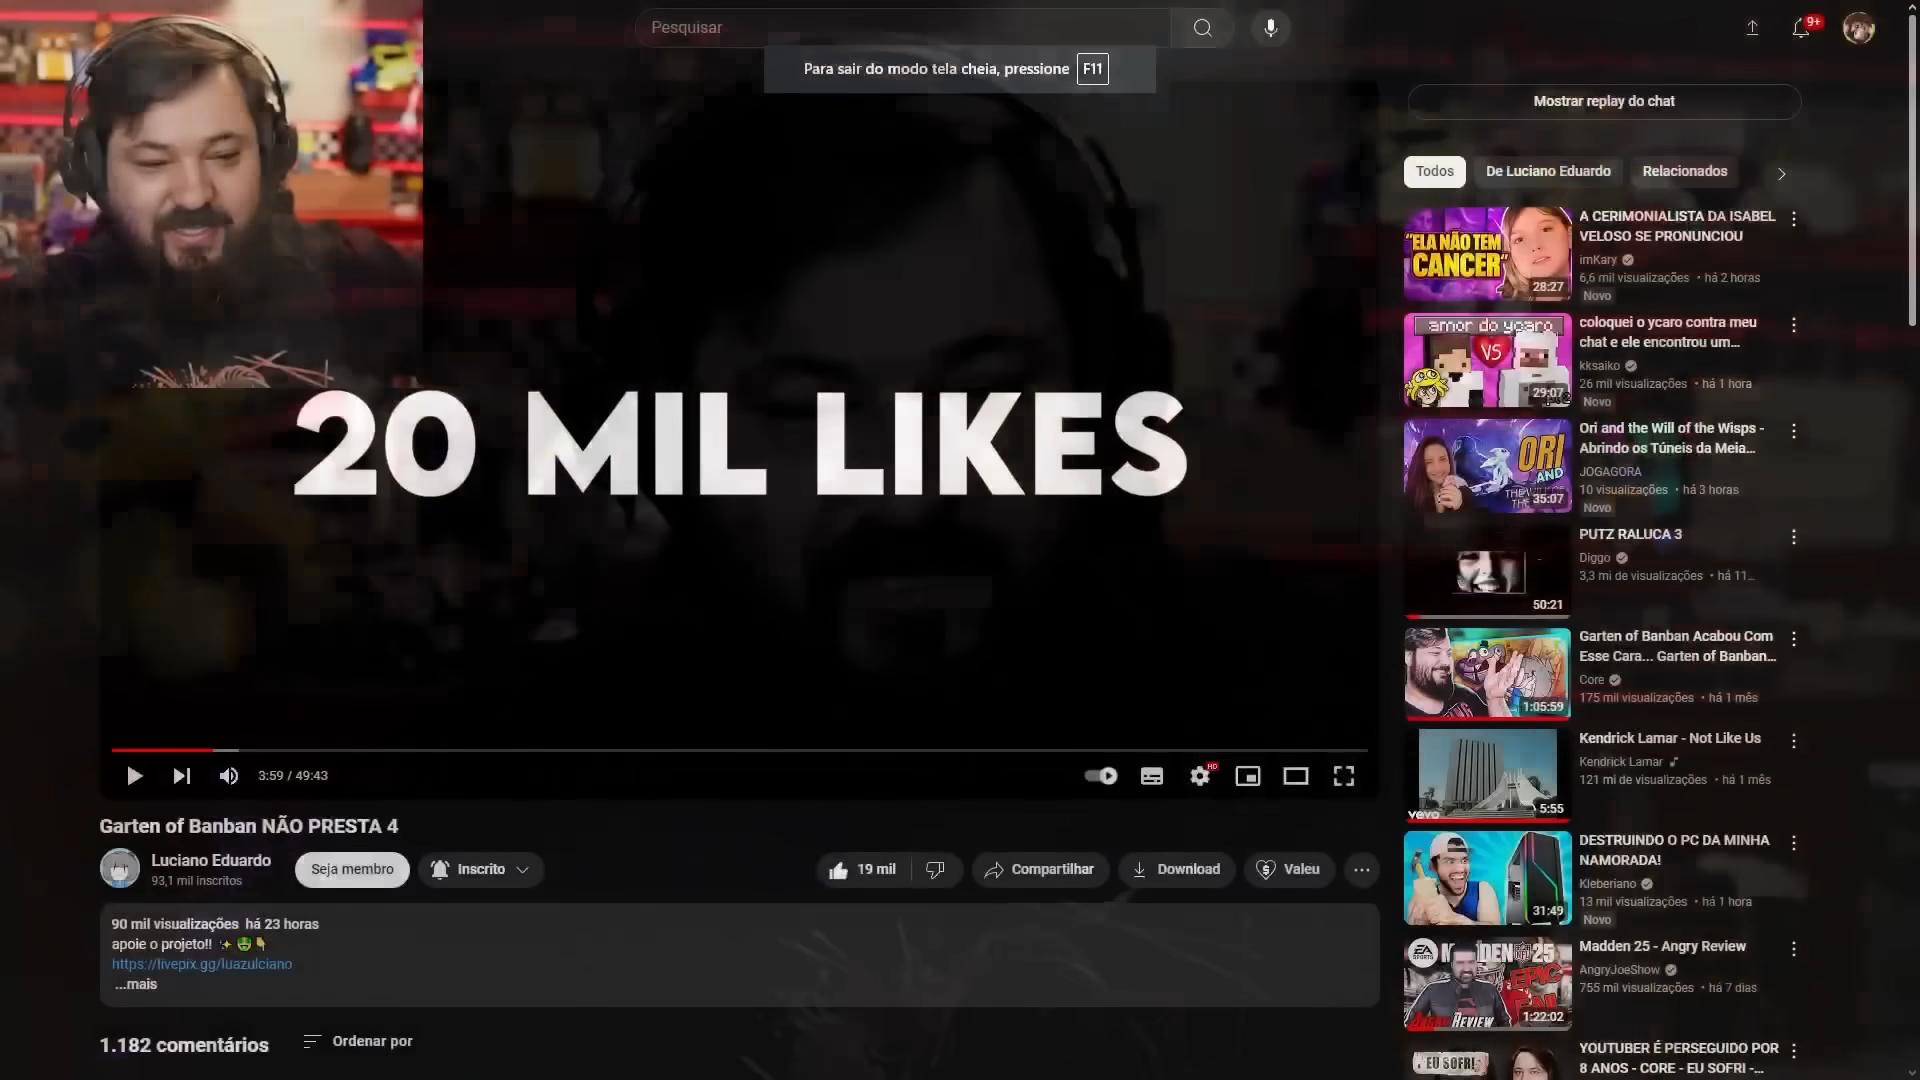 Pesquisar
9+
Para sair do modo tela cheia, pressione F11
Mostrar replay do chat
Todos
De Luciano Eduardo
Relacionados
20 MIL LIKES
3:59 / 49:43
HD
Garten of Banban NÃO PRESTA 4
Luciano Eduardo
93,1 mil inscritos
Seja membro
Inscrito
19 mil
Compartilhar
Download
Valeu
90 mil visualizações há 23 horas
apoie o projeto!!
https://livepix.gg/luazulciano
...mais
1.182 comentários
Ordenar por
"ELA NÃO TEM
CANCER"
28:27
A CERIMONIALISTA DA ISABEL
VELOSO SE PRONUNCIOU
imKary
6,6 mil visualizações • há 2 horas
Novo
amor do ycaro
VS
29:07
coloquei o ycaro contra meu
chat e ele encontrou um...
kksaiko
26 mil visualizações • há 1 hora
Novo
ORI
AND
35:07
Ori and the Will of the Wisps -
Abrindo os Túneis da Meia...
JOGAGORA
10 visualizações • há 3 horas
Novo
50:21
PUTZ RALUCA 3
Diggo
3,3 mi de visualizações • há 11...
1:05:59
Garten of Banban Acabou Com
Esse Cara... Garten of Banban...
Core
175 mil visualizações • há 1 mês
vevo
5:55
Kendrick Lamar - Not Like Us
Kendrick Lamar
121 mi de visualizações • há 1 mês
31:49
DESTRUINDO O PC DA MINHA
NAMORADA!
Kleberiano
13 mil visualizações • há 1 hora
Novo
EA
SPORTS
EPIC
ANGRY REVIEW
1:22:02
Madden 25 - Angry Review
AngryJoeShow
755 mil visualizações • há 7 dias
EU SOFRI
YOUTUBER É PERSEGUIDO POR
8 ANOS - CORE - EU SOFRI -...